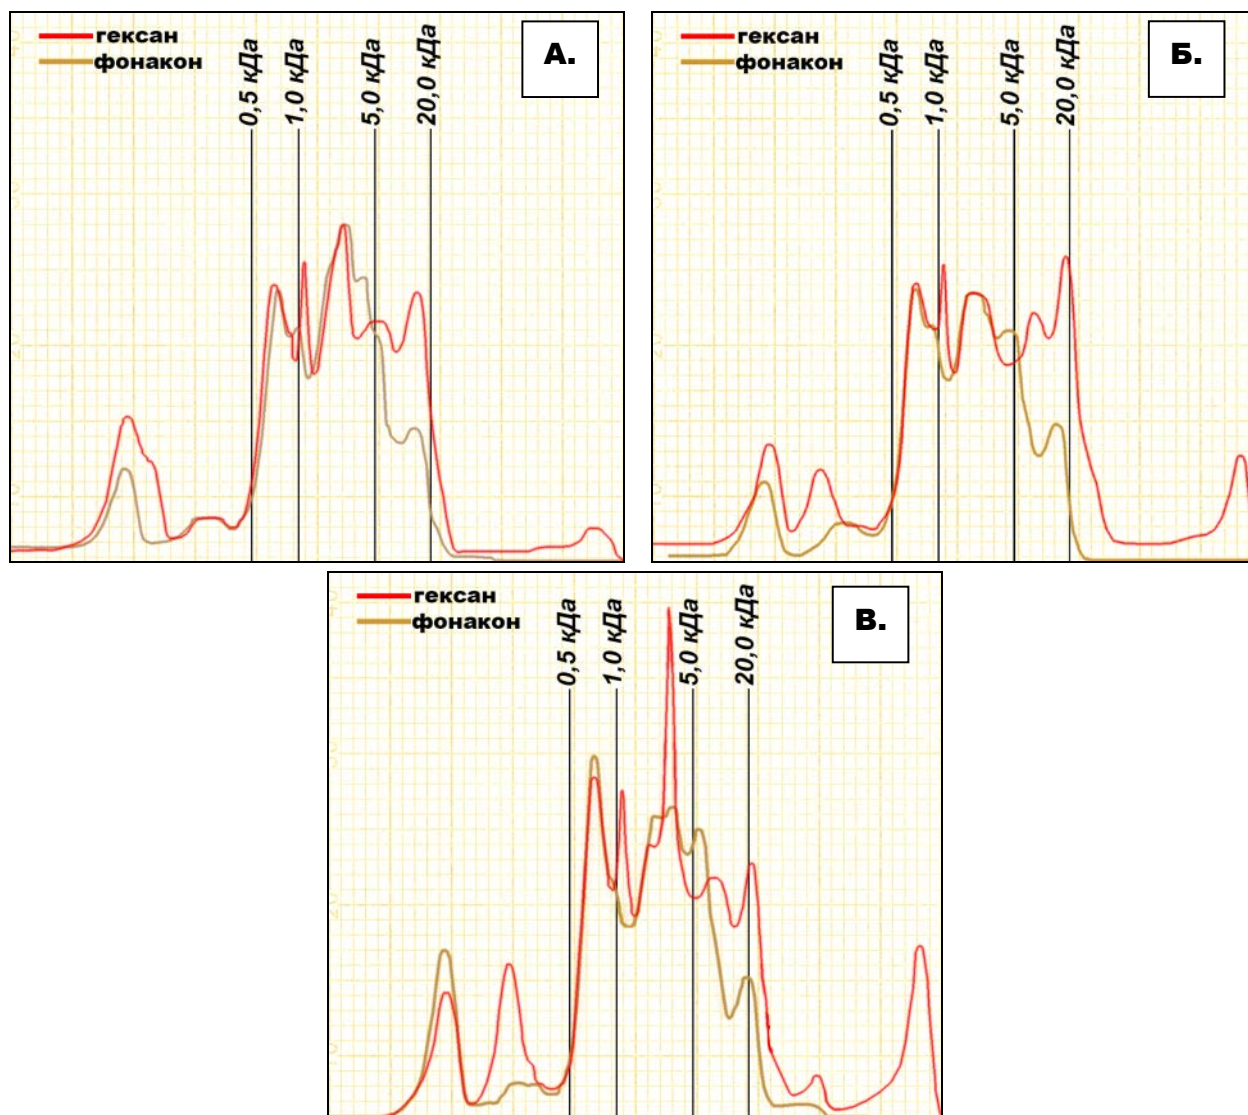 гексан
фонакон
0,5 кДа
1,0 кДа
5,0 кДа
20,0 кДа
А.
гексан
фонакон
0,5 кДа
1,0 кДа
5,0 кДа
20,0 кДа
Б.
гексан
фонакон
0,5 кДа
1,0 кДа
5,0 кДа
20,0 кДа
В.